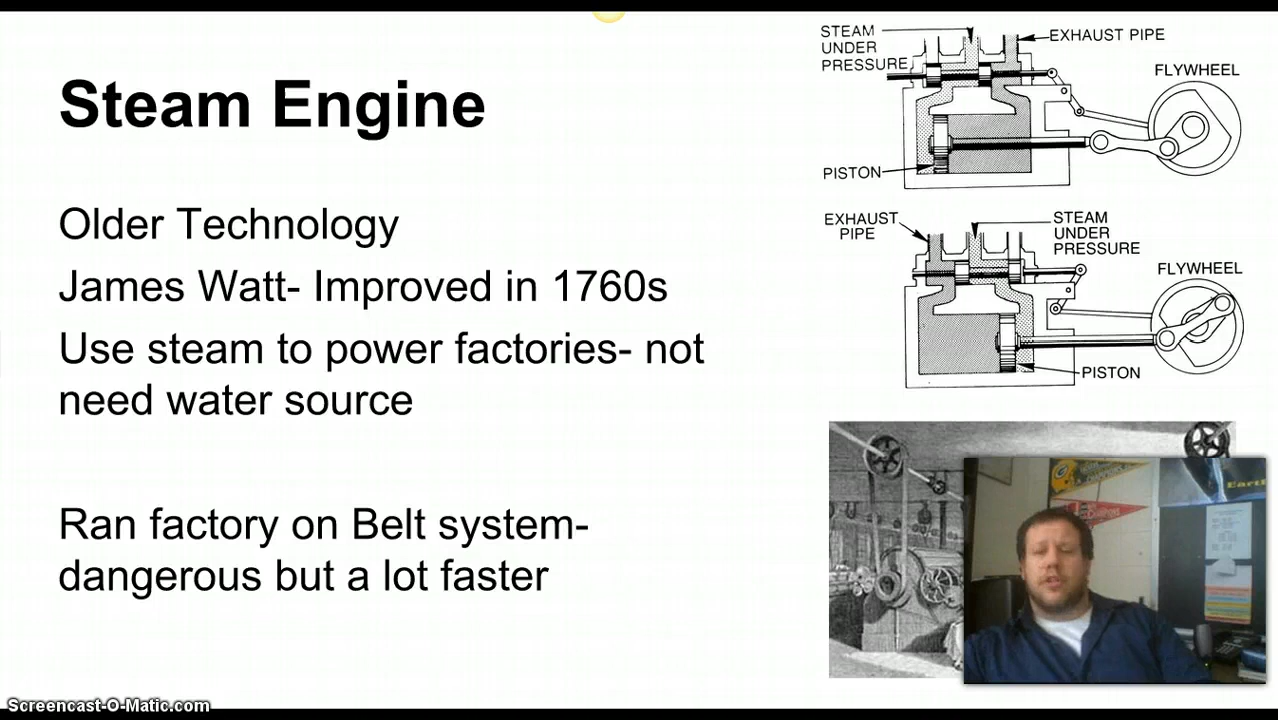 Steam Engine
Older Technology
James Watt- Improved in 1760s
Use steam to power factories- not
need water source
Ran factory on Belt system-
dangerous but a lot faster
STEAM
UNDER
PRESSURE
EXHAUST PIPE
FLYWHEEL
PISTON
EXHAUST
PIPE
STEAM
UNDER
PRESSURE
FLYWHEEL
PISTON
Eart
Screencast-O-Matic.com